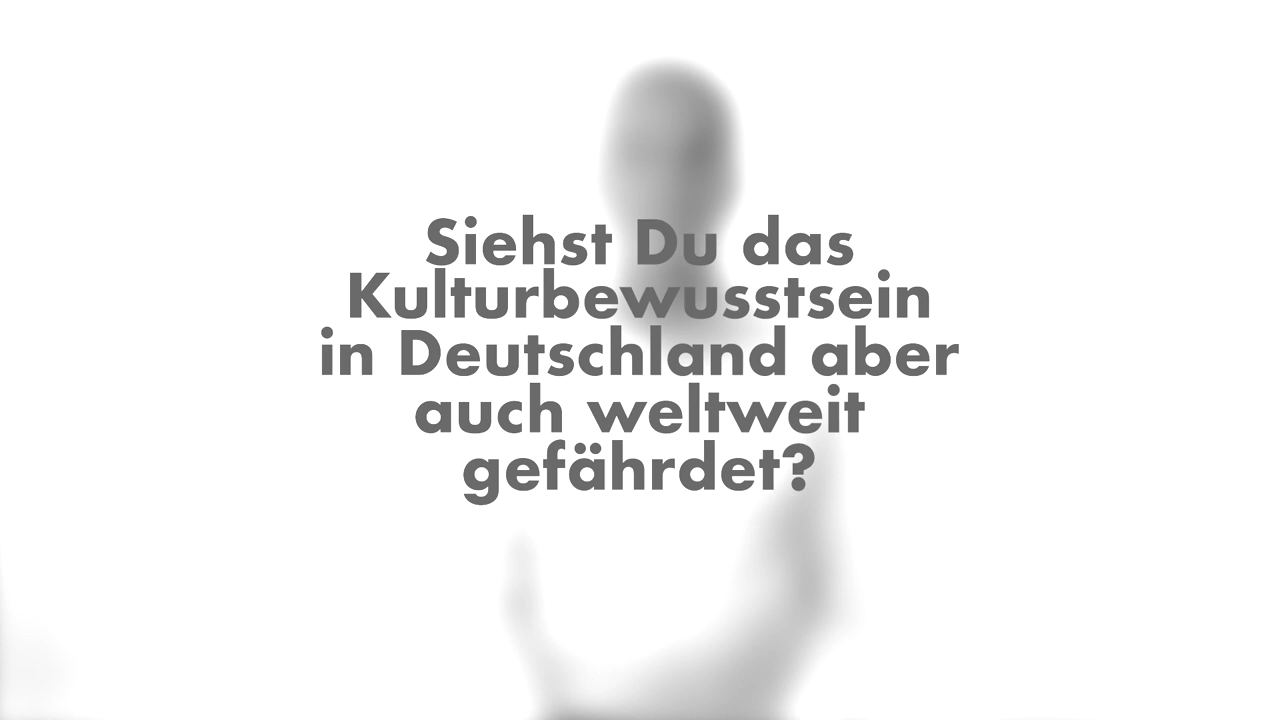 Siehst Du das
Kulturbewusstsein
in Deutschland aber
auch weltweit
gefährdet?